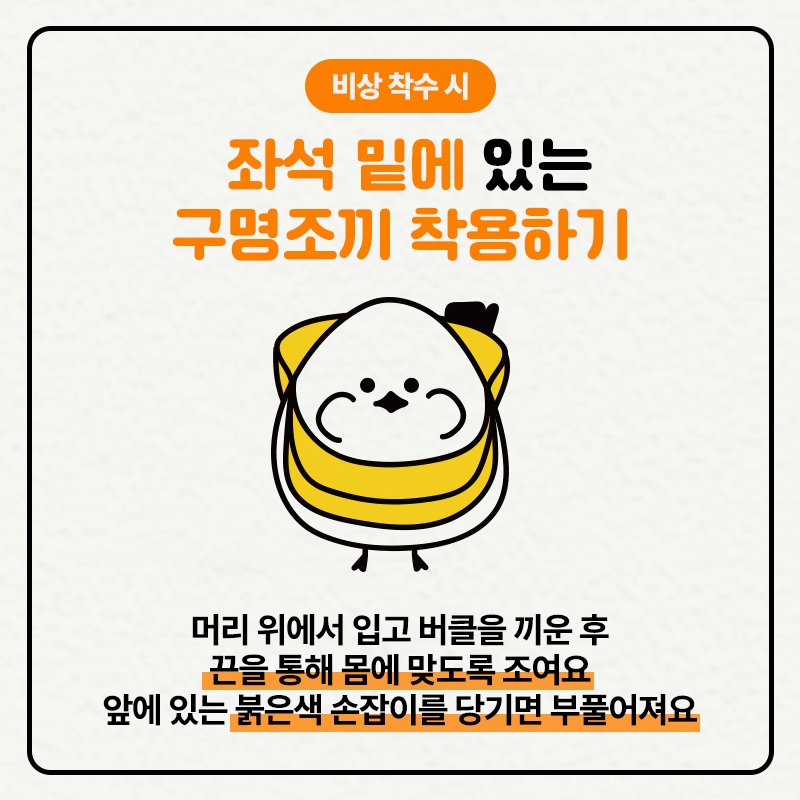 비상 착수 시
좌석 밑에 있는
구명조끼 착용하기
머리 위에서 입고 버클을 끼운 후
끈을 통해 몸에 맞도록 조여요
앞에 있는 붉은색 손잡이를 당기면 부풀어져요